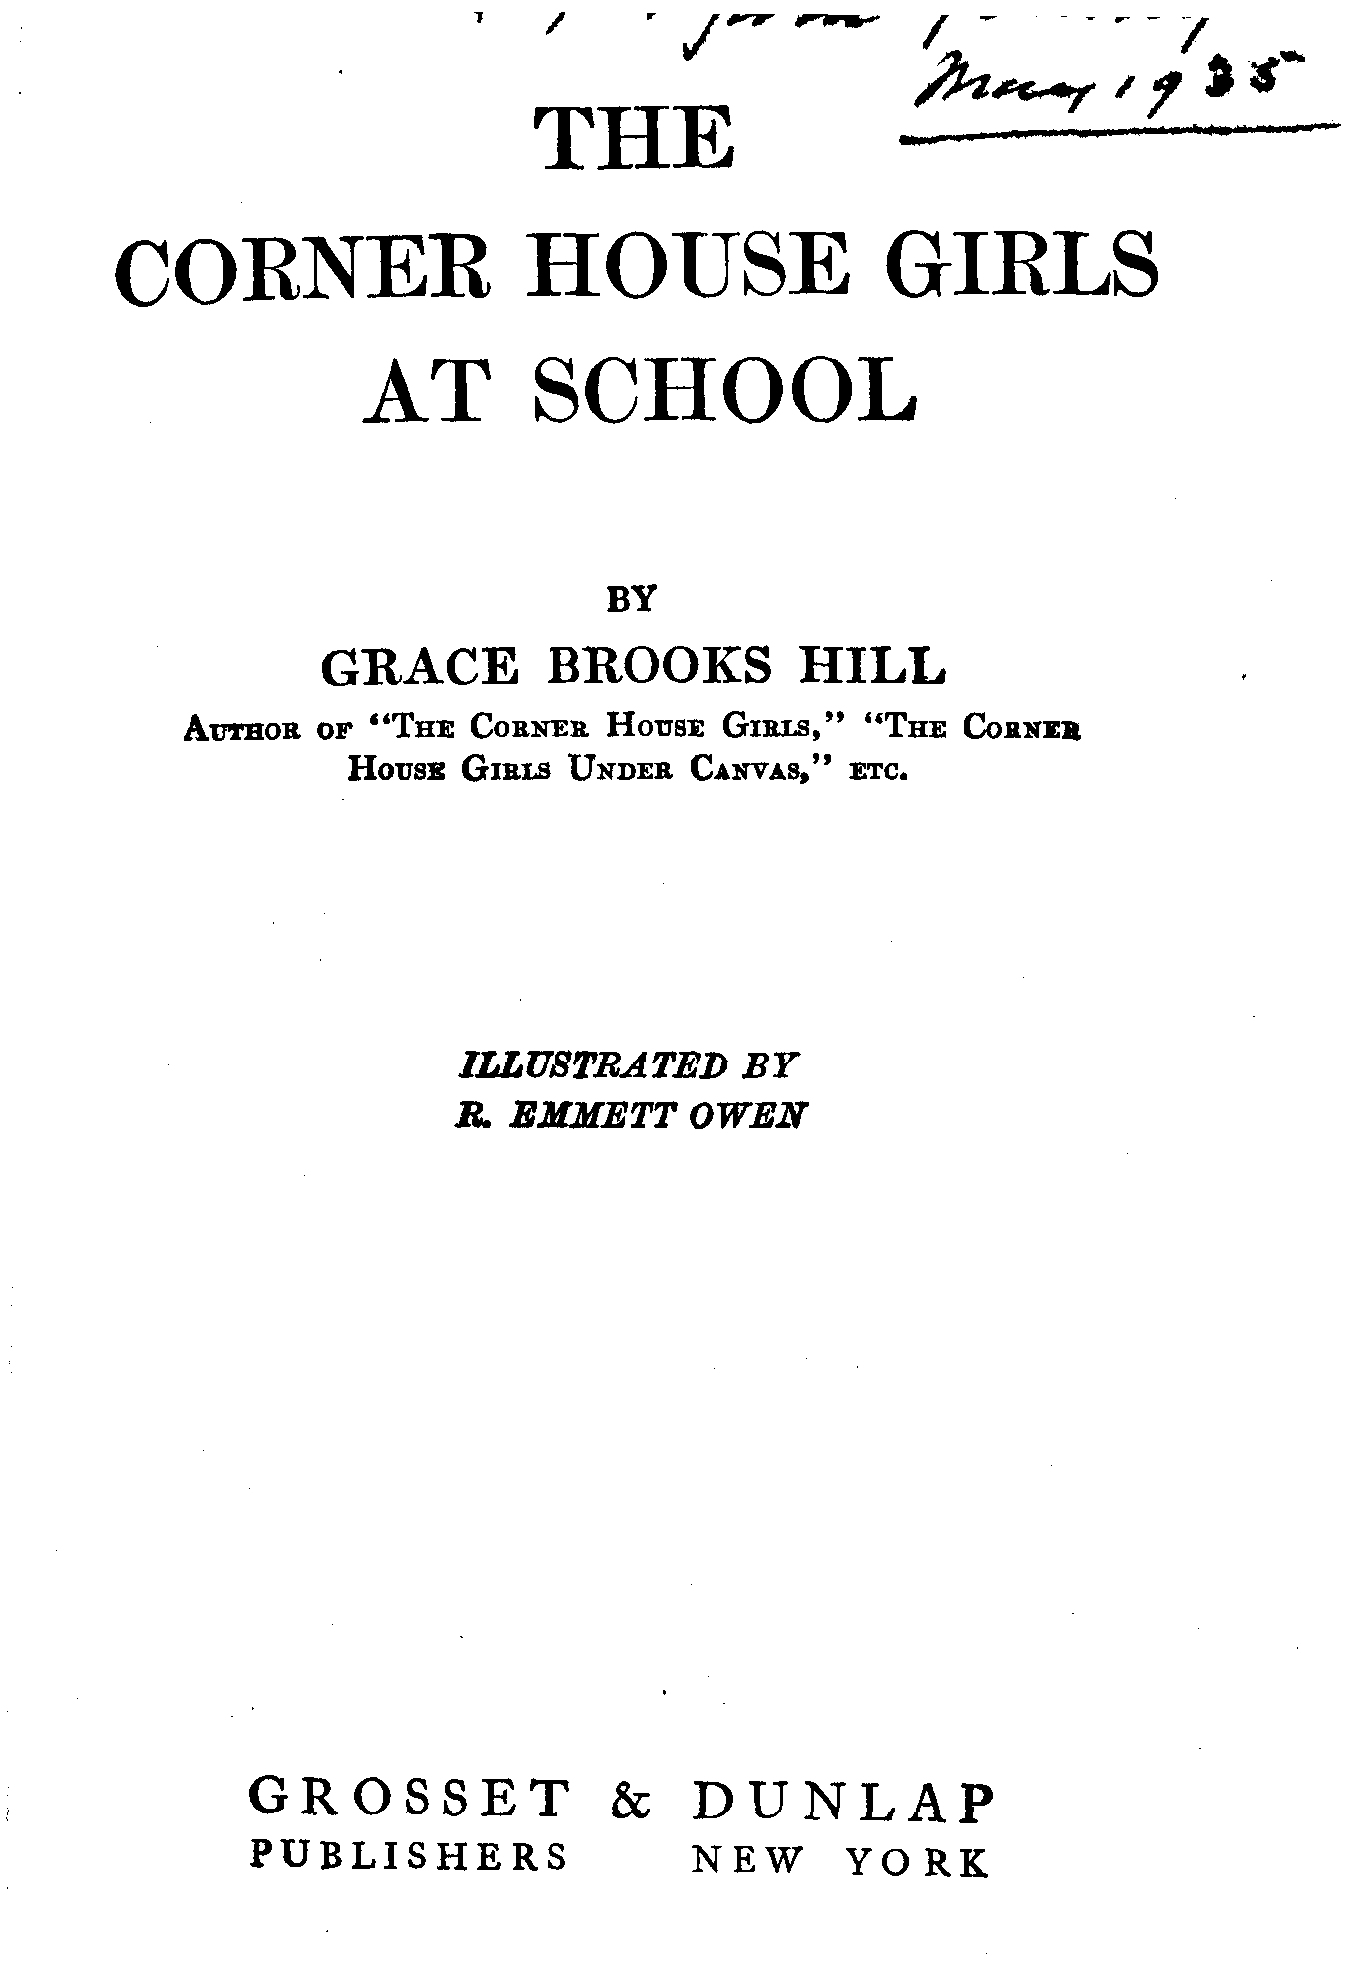 May 1935
THE
CORNER HOUSE GIRLS
AT SCHOOL
BY
GRACE BROOKS HILL
AUTHOR OF "THE CORNER HOUSE GIRLS," "THE CORNER
HOUSE GIRLS UNDER CANVAS," ETC.
ILLUSTRATED BY
R. EMMETT OWEN
GROSSET & DUNLAP
PUBLISHERS NEW YORK